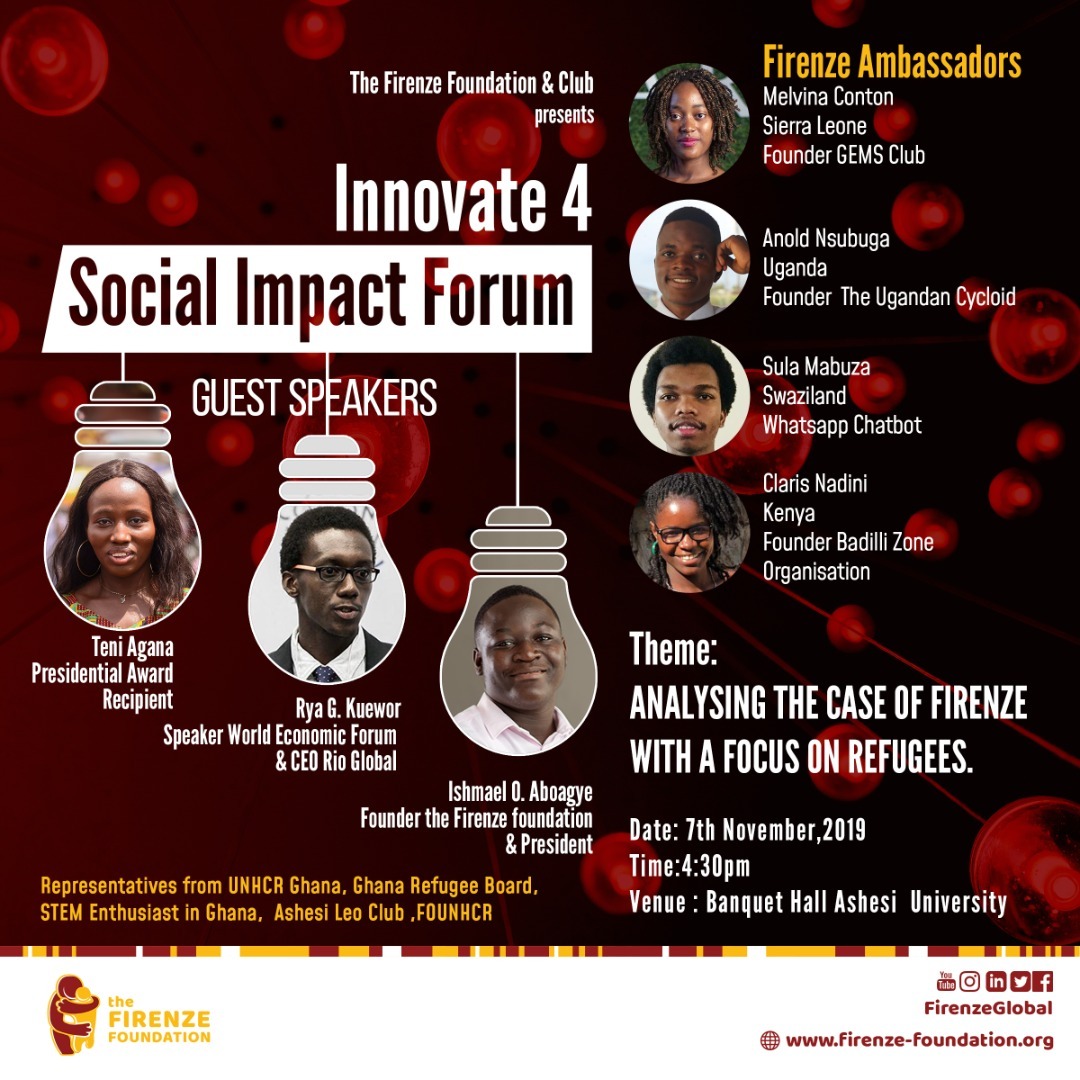 The Firenze Foundation & Club
presents
Innovate 4
Social Impact Forum
GUEST SPEAKERS
Teni Agana
Presidential Award
Recipient
Rya G. Kuewor
Speaker World Economic Forum
& CEO Rio Global
Ishmael O. Aboagye
Founder the Firenze foundation
& President
Representatives from UNHCR Ghana, Ghana Refugee Board,
STEM Enthusiast in Ghana, Ashesi Leo Club ,FOUNHCR
Firenze Ambassadors
Melvina Conton
Sierra Leone
Founder GEMS Club
Anold Nsubuga
Uganda
Founder The Ugandan Cycloid
Sula Mabuza
Swaziland
Whatsapp Chatbot
Claris Nadini
Kenya
Founder Badilli Zone
Organisation
Theme:
ANALYSING THE CASE OF FIRENZE
WITH A FOCUS ON REFUGEES.
Date: 7th November,2019
Time:4:30pm
Venue : Banquet Hall Ashesi University
the
FIRENZE
FOUNDATION
You
Tube
FirenzeGlobal
www.firenze-foundation.org